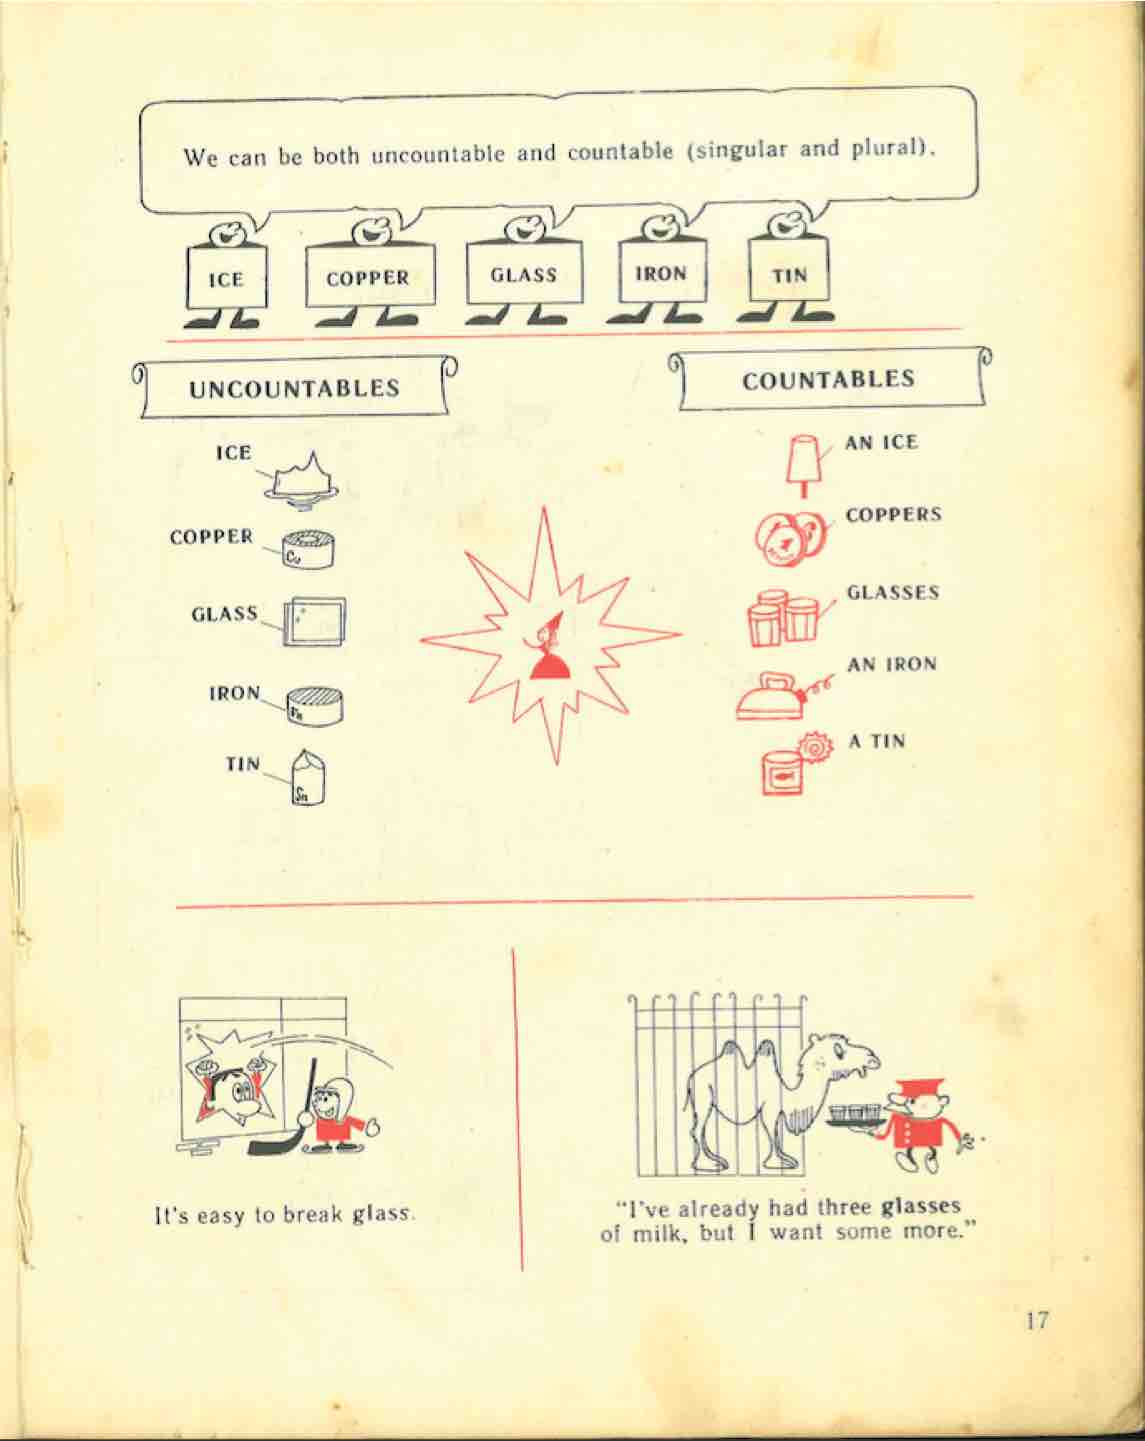 We can be both uncountable and countable (singular and plural).
ICE
COPPER
GLASS
IRON
TIN
UNCOUNTABLES
COUNTABLES
ICE
COPPER
Cu
GLASS
IRON
TIN
Sn
AN ICE
COPPERS
GLASSES
AN IRON
A TIN
It's easy to break glass.
"I've already had three glasses
of milk, but I want some more."
17